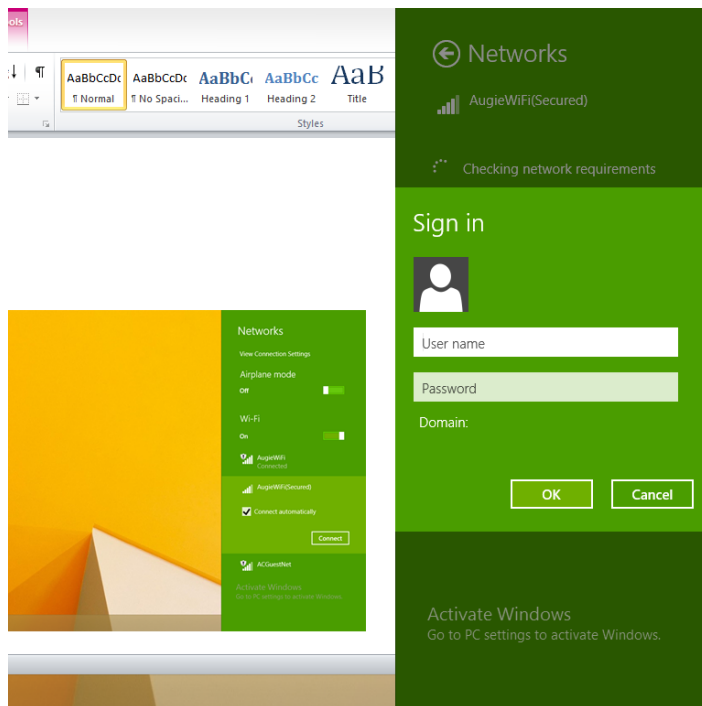 ols
AaBbCcDc AaBbCcDc AaBbCc AaBbCc AaB
¶ Normal ¶ No Spaci... Heading 1 Heading 2 Title
Styles
Networks
View Connection Settings
Airplane mode
Off
Wi-Fi
On
AugieWiFi
Connected
AugieWiFi(Secured)
Connect automatically
Connect
ACGuestNet
Activate Windows
Go to PC settings to activate Windows.
Networks
AugieWiFi(Secured)
Checking network requirements
Sign in
User name
Password
Domain:
OK Cancel
Activate Windows
Go to PC settings to activate Windows.